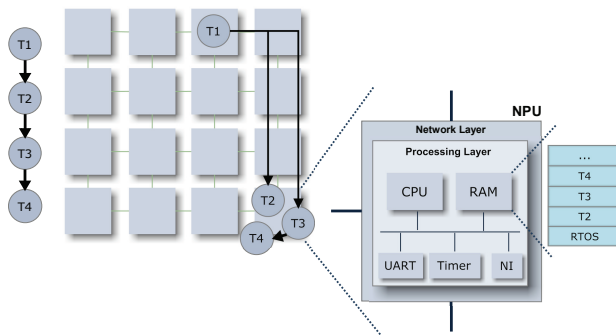 T1
T2
T3
T4
T1
T2
T3
T4
NPU
Network Layer
Processing Layer
CPU
RAM
UART
Timer
NI
...
T4
T3
T2
RTOS